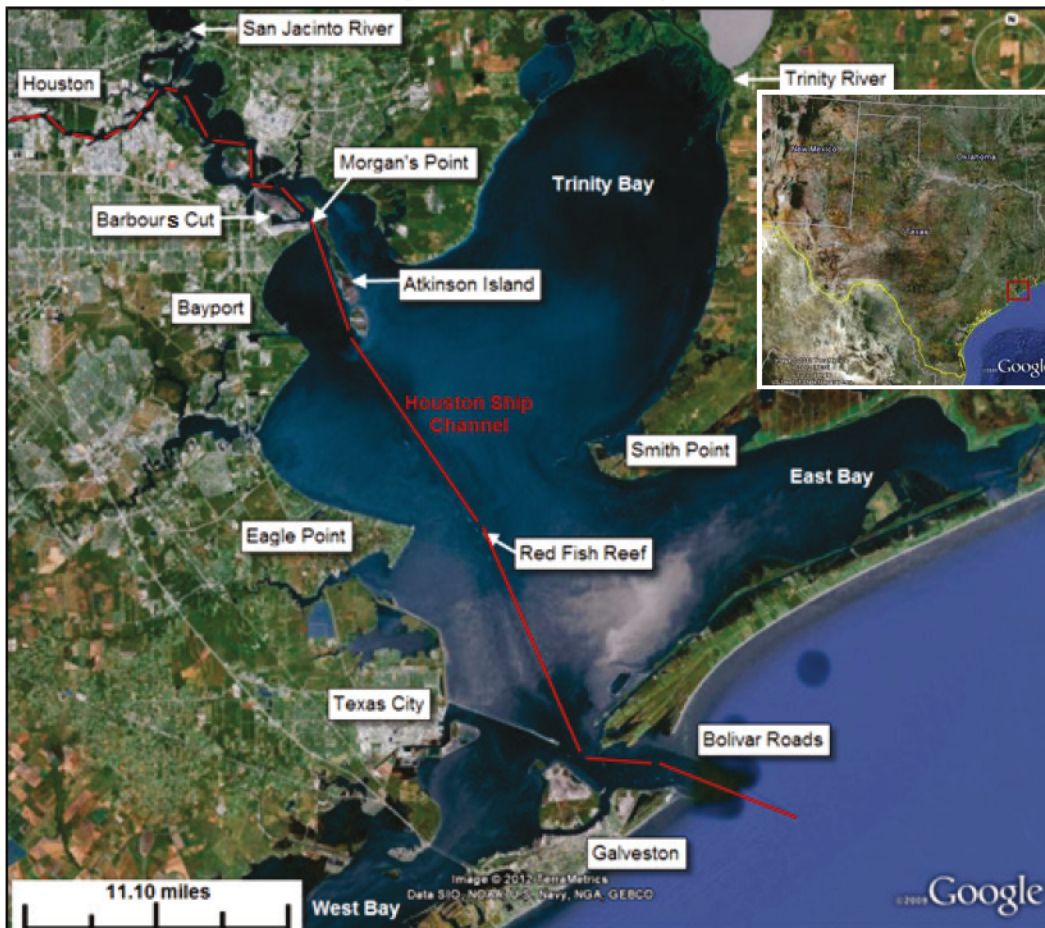 San Jacinto River
Houston
Trinity River
New Mexico
Oklahoma
Texas
Google
Morgan's Point
Trinity Bay
Barbours Cut
Atkinson Island
Bayport
Houston Ship
Channel
Smith Point
East Bay
Eagle Point
Red Fish Reef
Texas City
Bolivar Roads
Galveston
11.10 miles
West Bay
Image © 2012 TerraMetrics
Data SIO, NOAA, U.S. Navy, NGA, GEBCO
©2009 Google